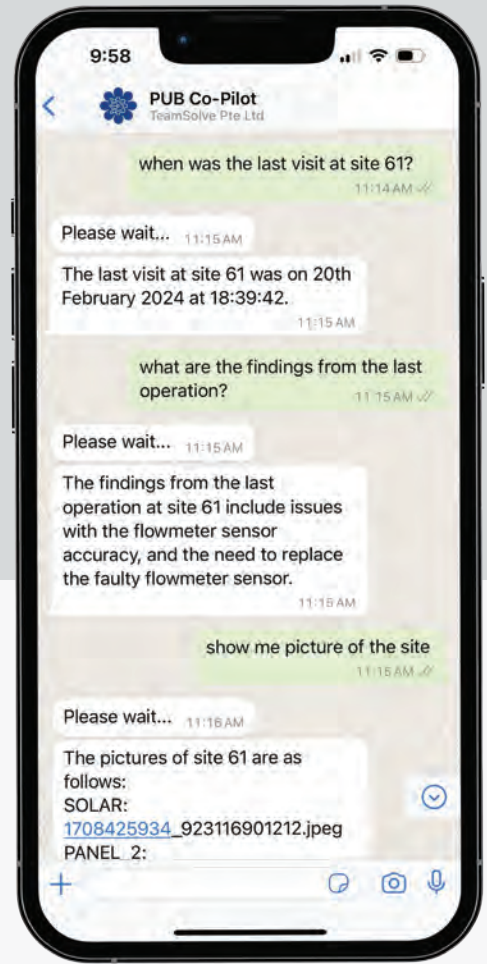 9:58
PUB Co-Pilot
TeamSolve Pte Ltd
when was the last visit at site 61?
11:14 AM
Please wait... 11:15 AM
The last visit at site 61 was on 20th
February 2024 at 18:39:42.
11:15 AM
what are the findings from the last
operation? 11:15 AM
Please wait... 11:15 AM
The findings from the last
operation at site 61 include issues
with the flowmeter sensor
accuracy, and the need to replace
the faulty flowmeter sensor.
11:15 AM
show me picture of the site
11:15 AM
Please wait... 11:16 AM
The pictures of site 61 are as
follows:
SOLAR:
1708425934_923116901212.jpeg
PANEL_2: